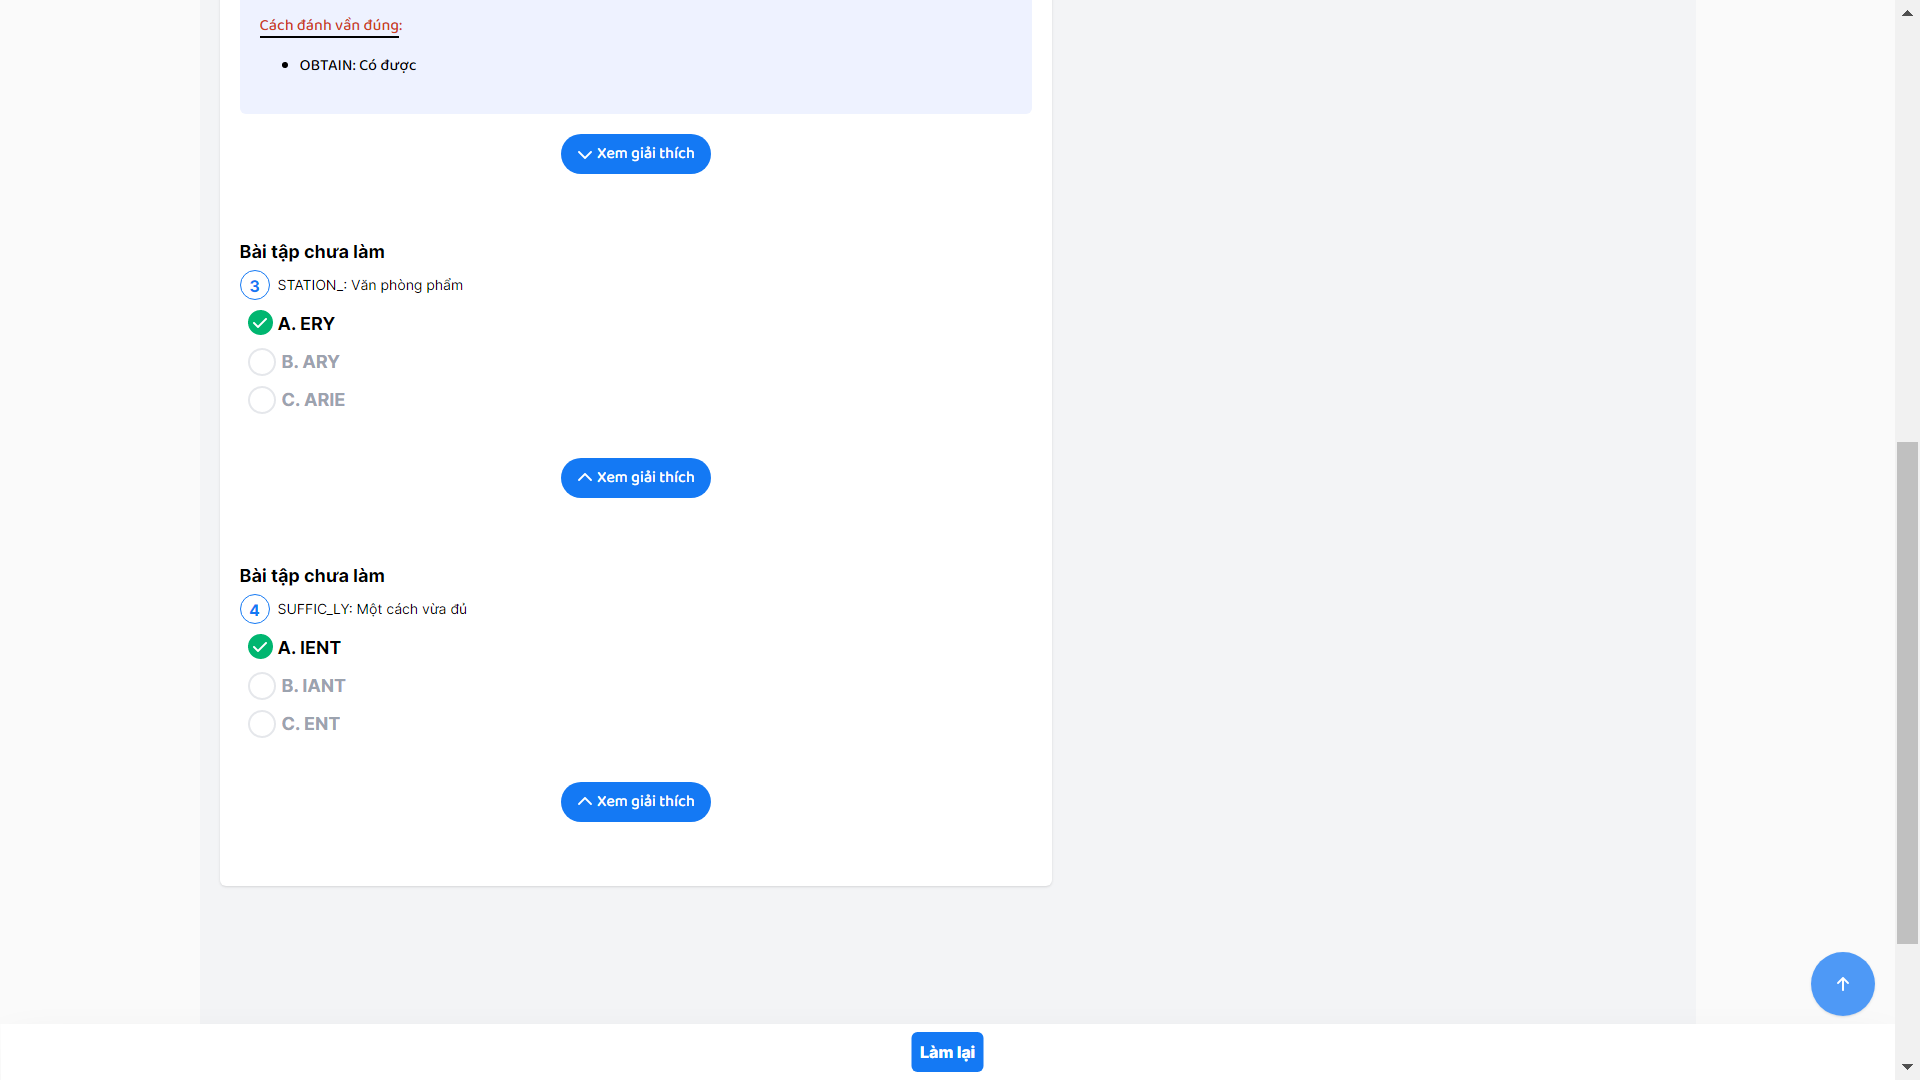 Cách đánh vần đúng:
OBTAIN: Có được
Xem giải thích
Bài tập chưa làm
3 STATION_: Văn phòng phẩm
A. ERY
B. ARY
C. ARIE
Xem giải thích
Bài tập chưa làm
4 SUFFIC_LY: Một cách vừa đủ
A. IENT
B. IANT
C. ENT
Xem giải thích
Làm lại